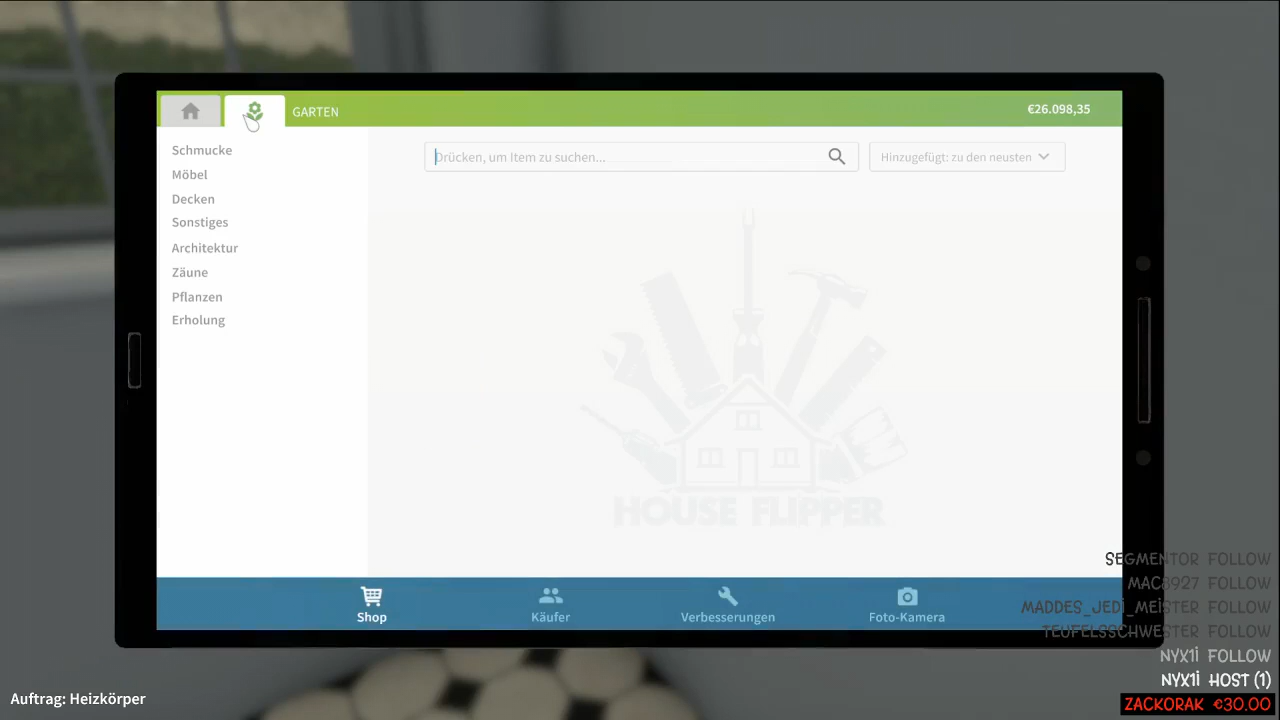 GARTEN
€26.098,35
Schmucke
Möbel
Decken
Sonstiges
Architektur
Zäune
Pflanzen
Erholung
Drücken, um Item zu suchen...
Hinzugefügt: zu den neusten
HOUSE FLIPPER
Shop
Käufer
Verbesserungen
Foto-Kamera
SEGMENTOR FOLLOW
MAC8927 FOLLOW
MADDES_JEDI_MEISTER FOLLOW
TEUFELSSCHWESTER FOLLOW
NYX1I FOLLOW
NYX1I HOST (1)
ZACKORAK €30.00
Auftrag: Heizkörper